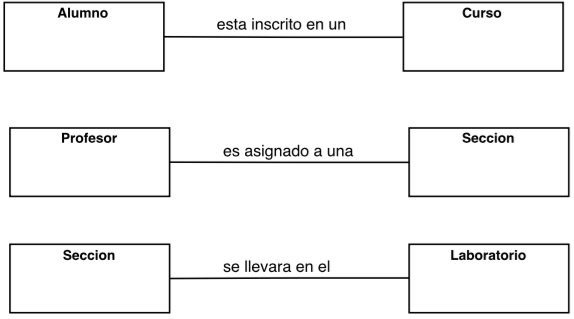 Alumno
esta inscrito en un
Curso
Profesor
es asignado a una
Seccion
Seccion
se llevara en el
Laboratorio